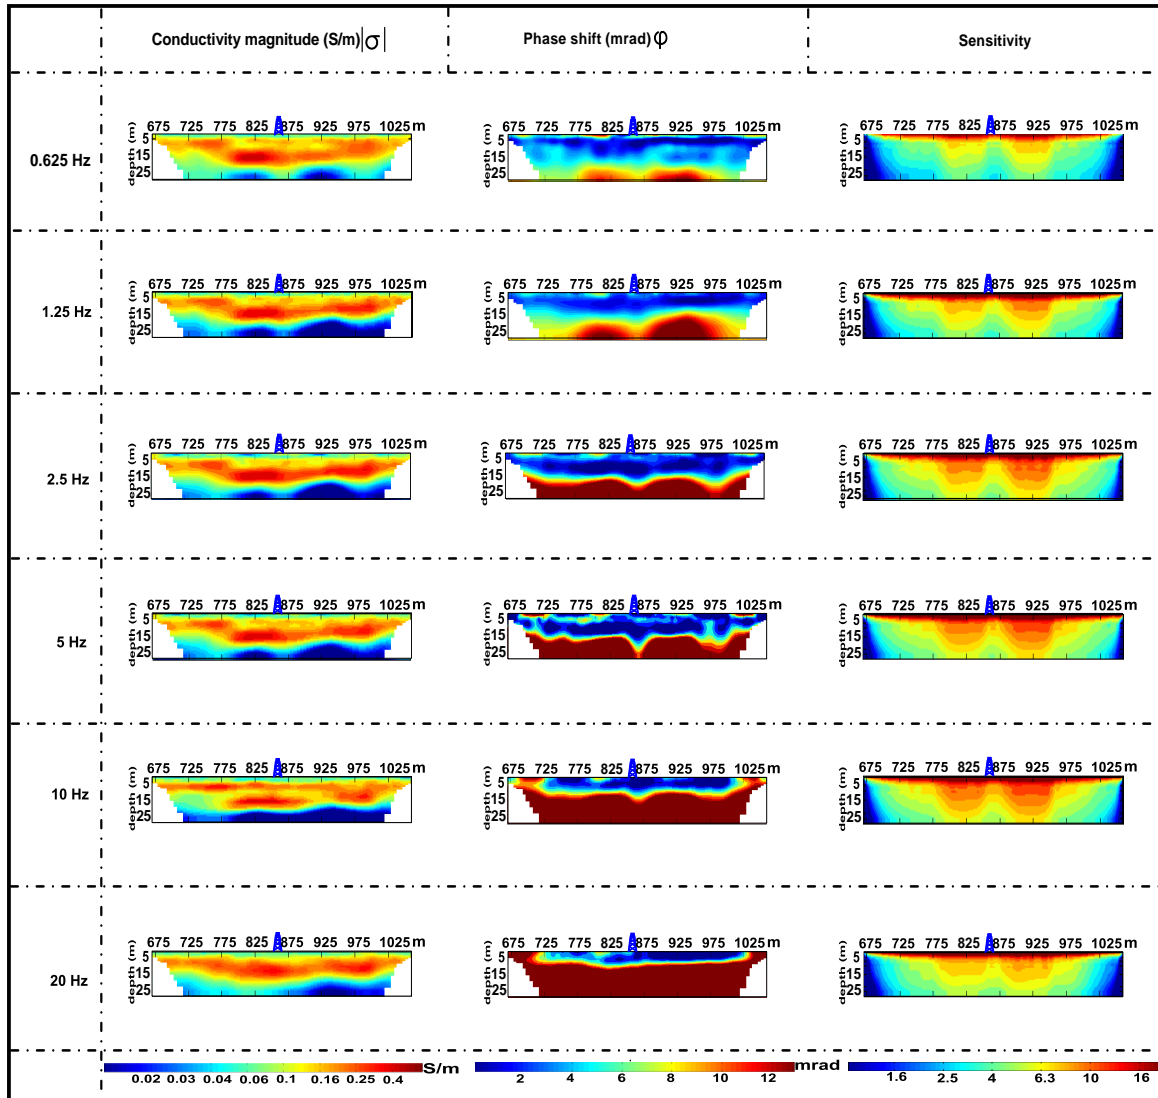 Conductivity magnitude (S/m)|σ| Phase shift (mrad) φ Sensitivity
675 725 775 825 875 925 975 1025 m 675 725 775 825 875 925 975 1025 m 675 725 775 825 875 925 975 1025 m
0.625 Hz depth (m) 5 15 25 depth (m) 5 15 25 depth (m) 5 15 25
675 725 775 825 875 925 975 1025 m 675 725 775 825 875 925 975 1025 m 675 725 775 825 875 925 975 1025 m
1.25 Hz depth (m) 5 15 25 depth (m) 5 15 25 depth (m) 5 15 25
675 725 775 825 875 925 975 1025 m 675 725 775 825 875 925 975 1025 m 675 725 775 825 875 925 975 1025 m
2.5 Hz depth (m) 5 15 25 depth (m) 5 15 25 depth (m) 5 15 25
675 725 775 825 875 925 975 1025 m 675 725 775 825 875 925 975 1025 m 675 725 775 825 875 925 975 1025 m
5 Hz depth (m) 5 15 25 depth (m) 5 15 25 depth (m) 5 15 25
675 725 775 825 875 925 975 1025 m 675 725 775 825 875 925 975 1025 m 675 725 775 825 875 925 975 1025 m
10 Hz depth (m) 5 15 25 depth (m) 5 15 25 depth (m) 5 15 25
675 725 775 825 875 925 975 1025 m 675 725 775 825 875 925 975 1025 m 675 725 775 825 875 925 975 1025 m
20 Hz depth (m) 5 15 25 depth (m) 5 15 25 depth (m) 5 15 25
0.02 0.03 0.04 0.06 0.1 0.16 0.25 0.4 S/m 2 4 6 8 10 12 mrad 1.6 2.5 4 6.3 10 16